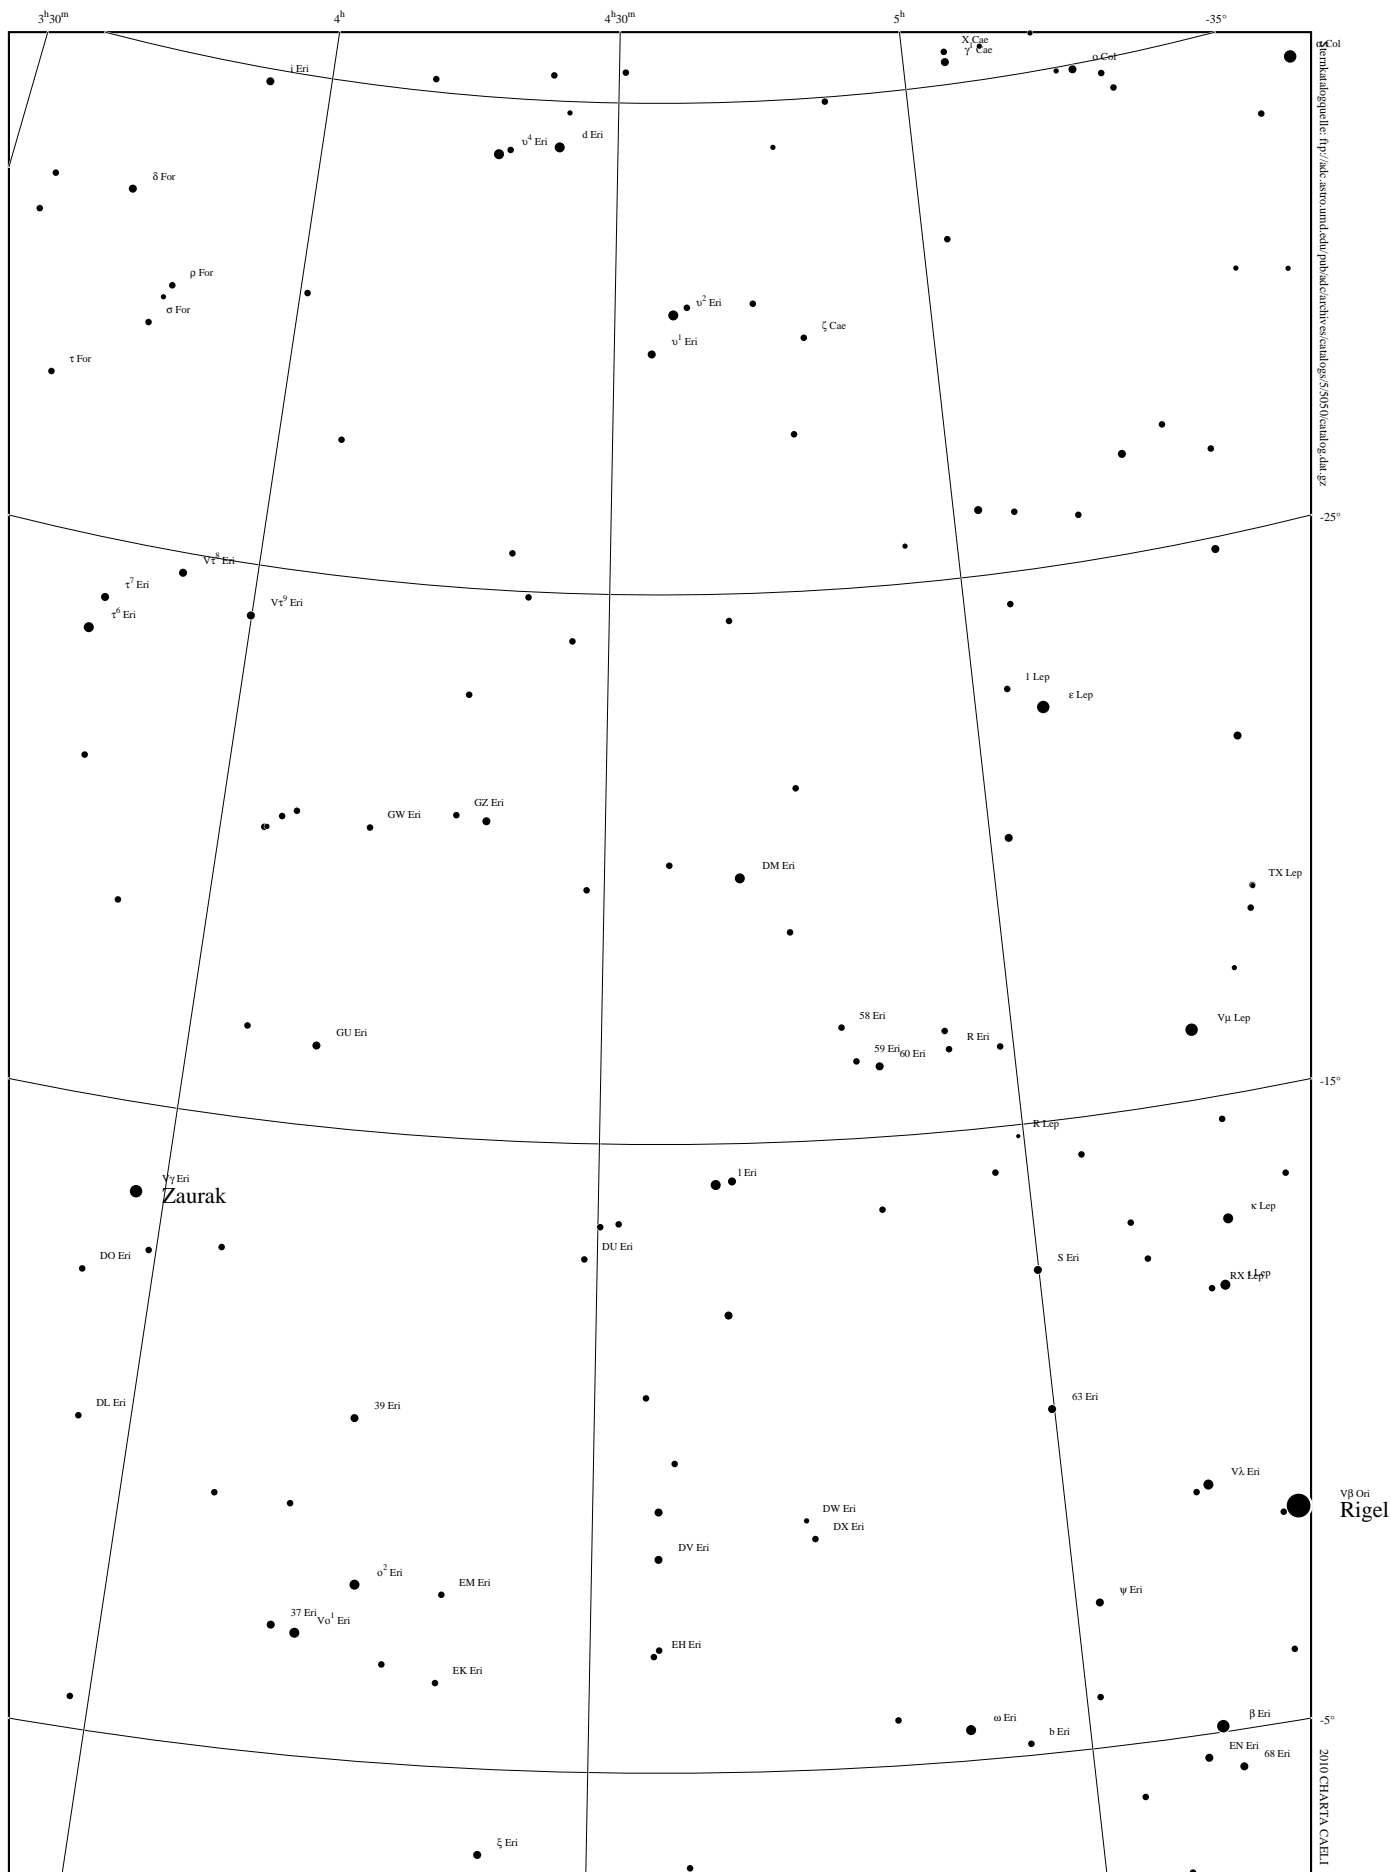 3h30m
4h
4h30m
5h
-35°
X Cae
γ1 Cae
α Col
ο Col
i Eri
υ4 Eri
d Eri
δ For
ρ For
σ For
υ2 Eri
ζ Cae
υ1 Eri
τ For
Sternkatalogquelle: ftp://adc.astro.umd.edu/pub/adc/archives/catalogs/5/5050/catalog.dat.gz
-25°
Vτ8 Eri
τ7 Eri
Vτ9 Eri
τ6 Eri
1 Lep
ε Lep
GZ Eri
GW Eri
DM Eri
TX Lep
58 Eri
Vμ Lep
GU Eri
R Eri
59 Eri
60 Eri
-15°
R Lep
l Eri
Vγ Eri
Zaurak
κ Lep
DU Eri
DO Eri
S Eri
ι Lep
RX Lep
DL Eri
39 Eri
63 Eri
Vλ Eri
Vβ Ori
Rigel
DW Eri
DX Eri
DV Eri
ο2 Eri
EM Eri
ψ Eri
37 Eri
Vο1 Eri
EH Eri
EK Eri
ω Eri
β Eri
-5°
b Eri
EN Eri
68 Eri
2010 CHARTA CAELI
ξ Eri